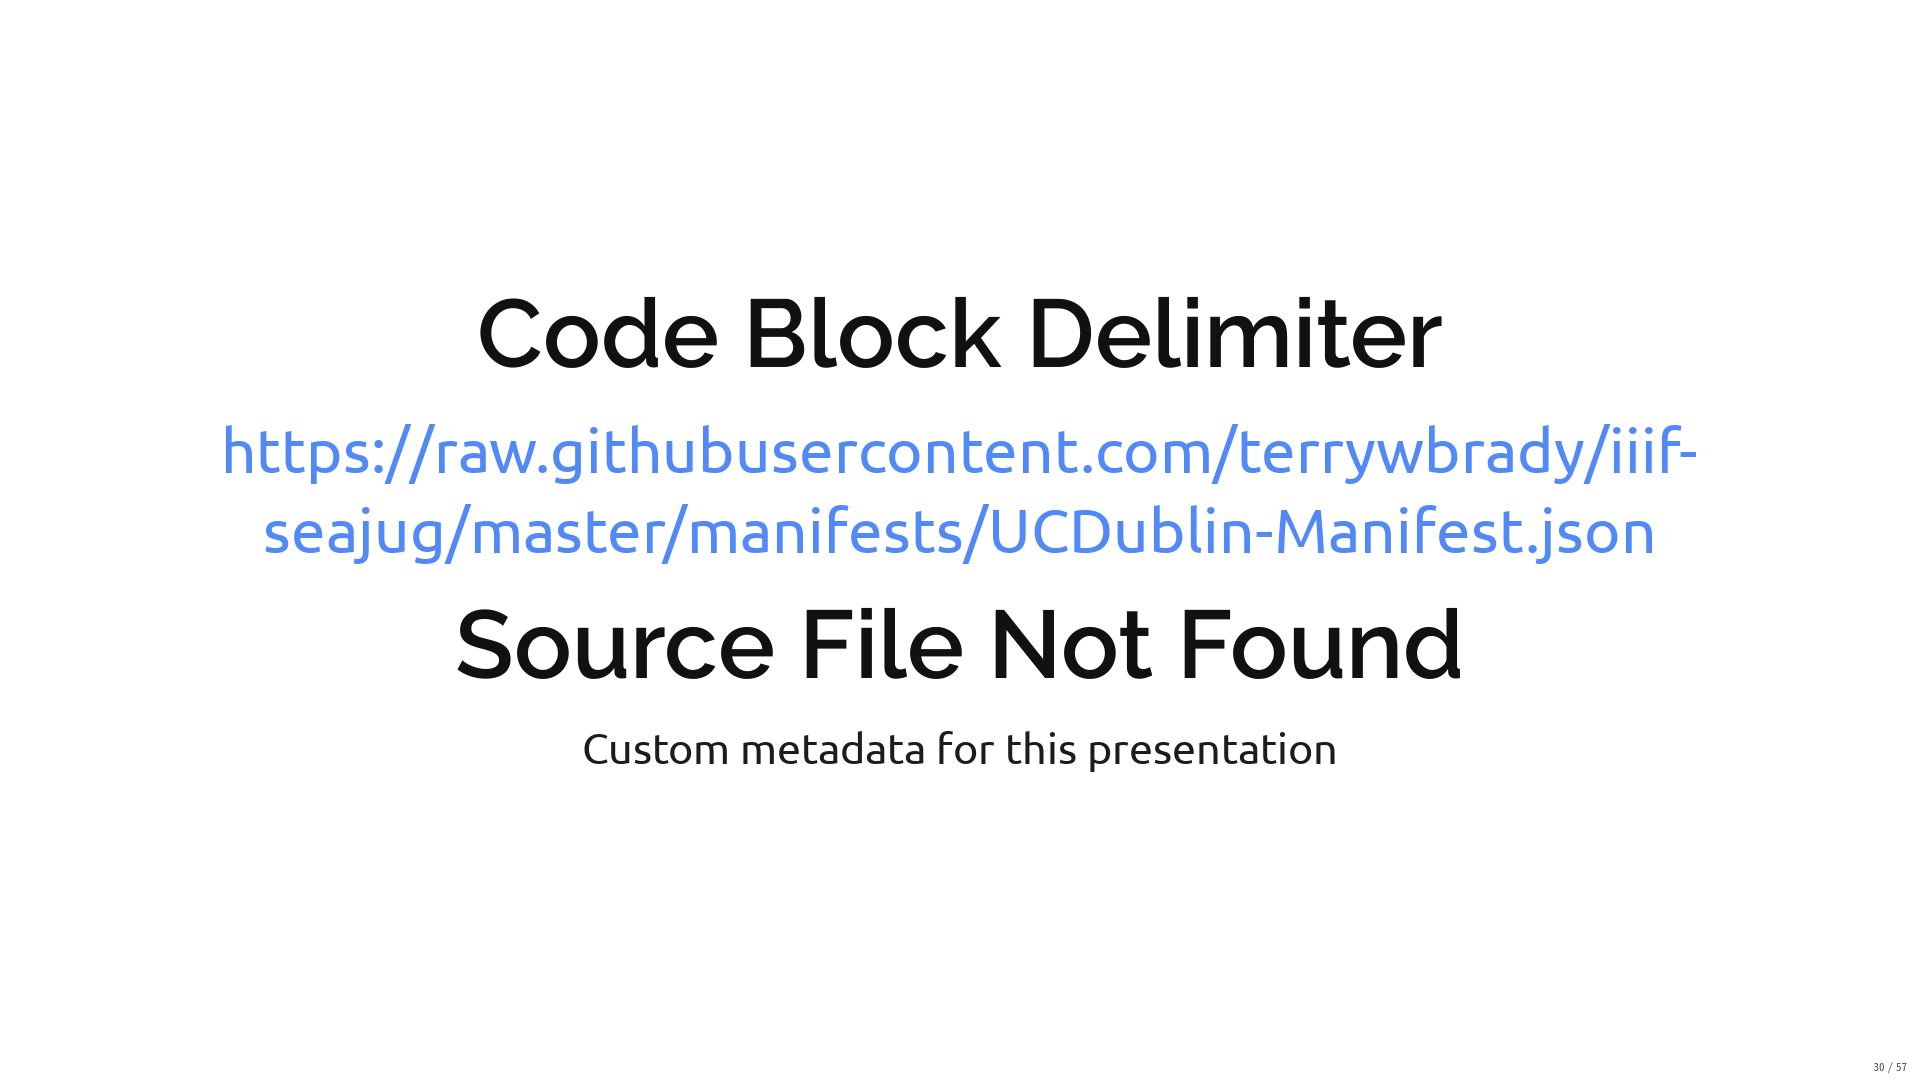 Code Block Delimiter
https://raw.githubusercontent.com/terrywbrady/iiif-
seajug/master/manifests/UCDublin-Manifest.json
Source File Not Found
Custom metadata for this presentation
30 / 57